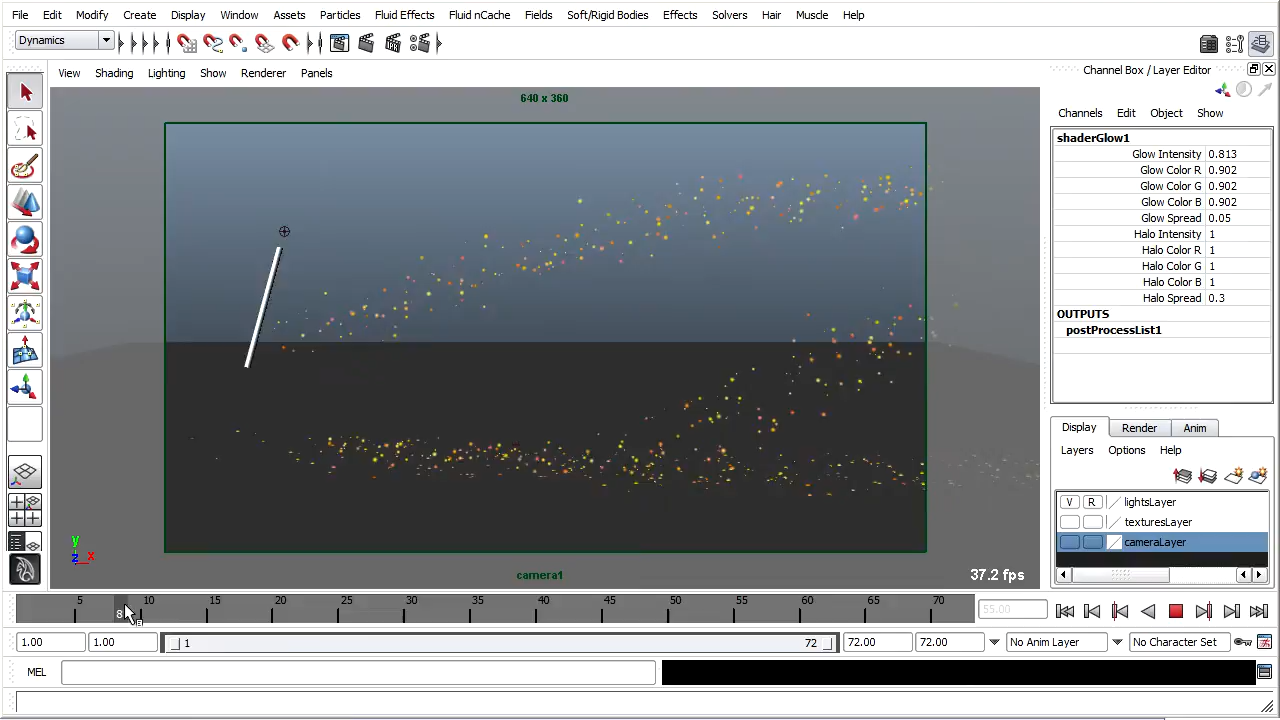 File Edit Modify Create Display Window Assets Particles Fluid Effects Fluid nCache Fields Soft/Rigid Bodies Effects Solvers Hair Muscle Help
Dynamics
View Shading Lighting Show Renderer Panels
Channel Box / Layer Editor
640 x 360
Channels Edit Object Show
shaderGlow1
Glow Intensity 0.813
Glow Color R 0.902
Glow Color G 0.902
Glow Color B 0.902
Glow Spread 0.05
Halo Intensity 1
Halo Color R 1
Halo Color G 1
Halo Color B 1
Halo Spread 0.3
OUTPUTS
postProcessList1
Display Render Anim
Layers Options Help
V R lightsLayer
texturesLayer
cameraLayer
y
z x
camera1
37.2 fps
5 10 15 20 25 30 35 40 45 50 55 60 65 70
8
55.00
1.00 1.00 1 72 72.00 72.00 No Anim Layer No Character Set
MEL